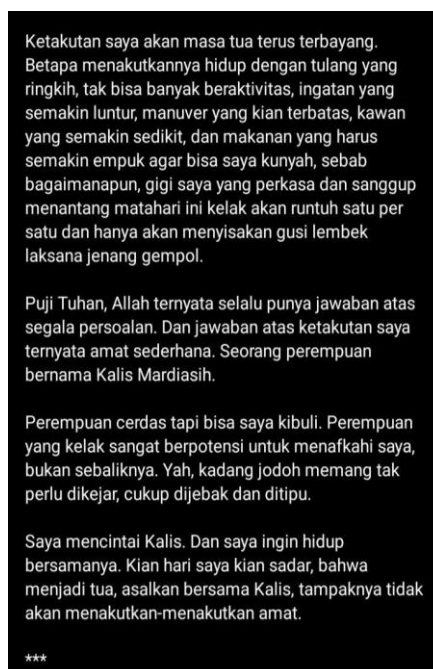 Ketakutan saya akan masa tua terus terbayang.
Betapa menakutkannya hidup dengan tulang yang
ringkih, tak bisa banyak beraktivitas, ingatan yang
semakin luntur, manuver yang kian terbatas, kawan
yang semakin sedikit, dan makanan yang harus
semakin empuk agar bisa saya kunyah, sebab
bagaimanapun, gigi saya yang perkasa dan sanggup
menantang matahari ini kelak akan runtuh satu per
satu dan hanya akan menyisakan gusi lembek
laksana jenang gempol.

Puji Tuhan, Allah ternyata selalu punya jawaban atas
segala persoalan. Dan jawaban atas ketakutan saya
ternyata amat sederhana. Seorang perempuan
bernama Kalis Mardiasih.

Perempuan cerdas tapi bisa saya kibuli. Perempuan
yang kelak sangat berpotensi untuk menafkahi saya,
bukan sebaliknya. Yah, kadang jodoh memang tak
perlu dikejar, cukup dijebak dan ditipu.

Saya mencintai Kalis. Dan saya ingin hidup
bersamanya. Kian hari saya kian sadar, bahwa
menjadi tua, asalkan bersama Kalis, tampaknya tidak
akan menakutkan-menakutkan amat.

***